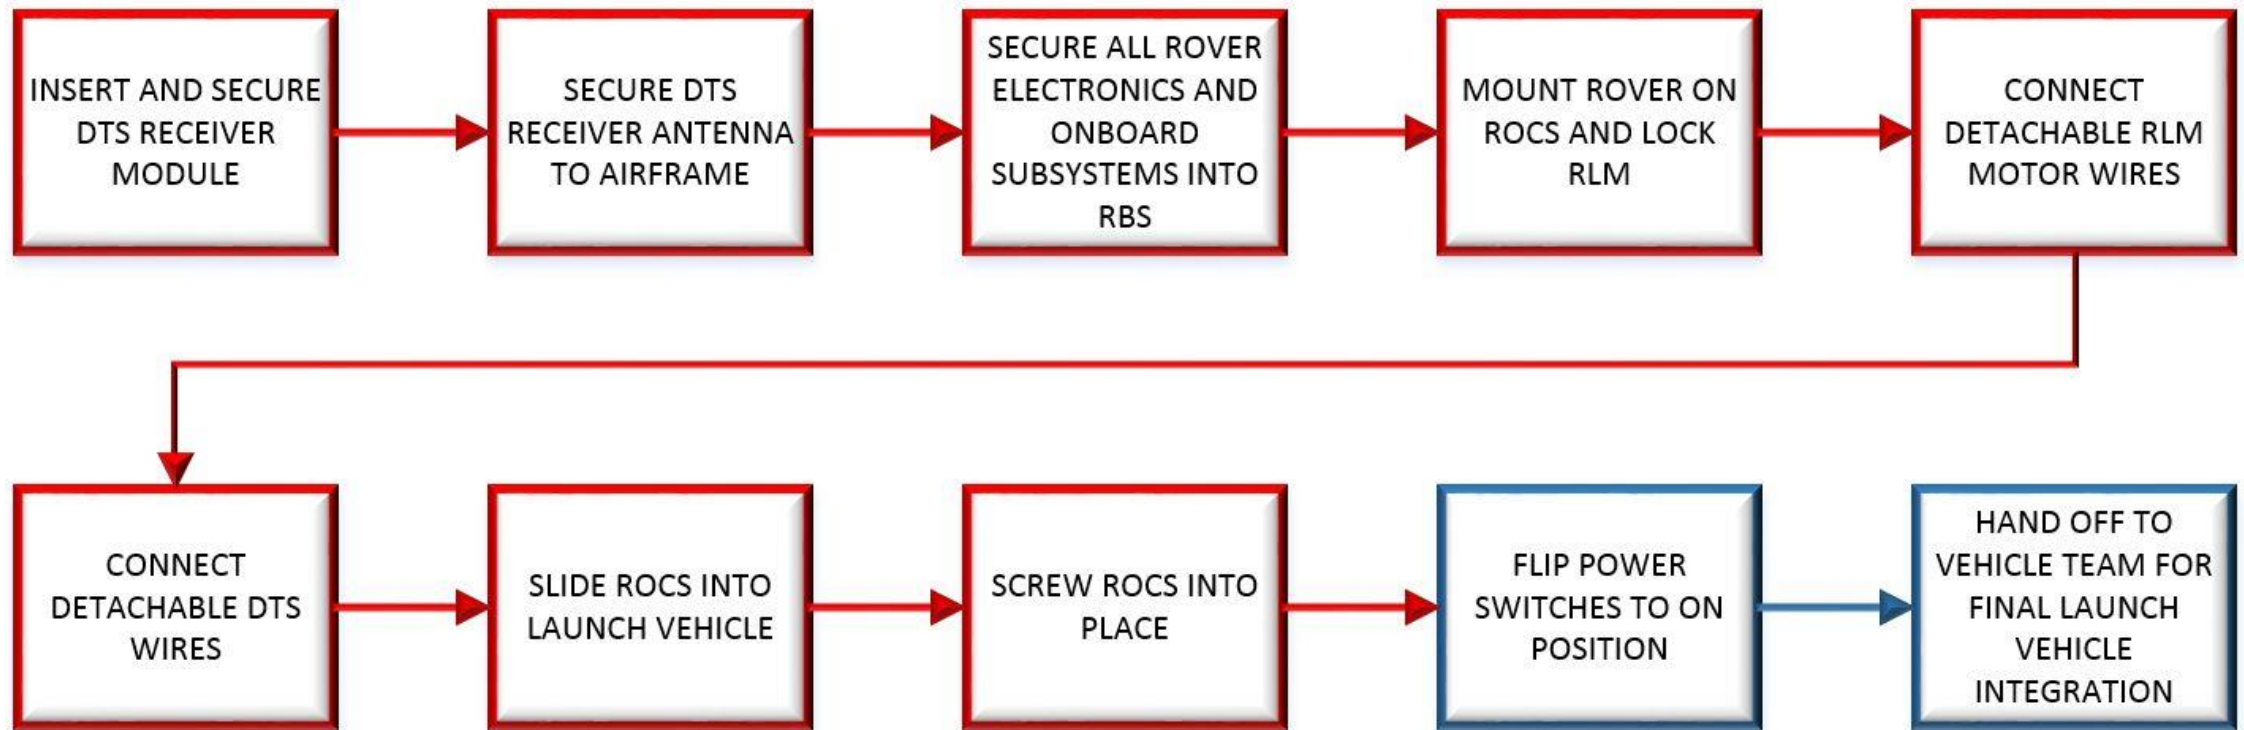 INSERT AND SECURE
DTS RECEIVER
MODULE
SECURE DTS
RECEIVER ANTENNA
TO AIRFRAME
SECURE ALL ROVER
ELECTRONICS AND
ONBOARD
SUBSYSTEMS INTO
RBS
MOUNT ROVER ON
ROCS AND LOCK
RLM
CONNECT
DETACHABLE RLM
MOTOR WIRES
CONNECT
DETACHABLE DTS
WIRES
SLIDE ROCS INTO
LAUNCH VEHICLE
SCREW ROCS INTO
PLACE
FLIP POWER
SWITCHES TO ON
POSITION
HAND OFF TO
VEHICLE TEAM FOR
FINAL LAUNCH
VEHICLE
INTEGRATION